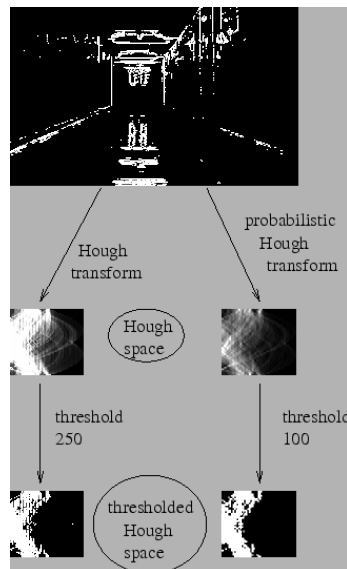 probabilistic
Hough
transform
Hough
transform
Hough
space
threshold
250
threshold
100
thresholded
Hough
space